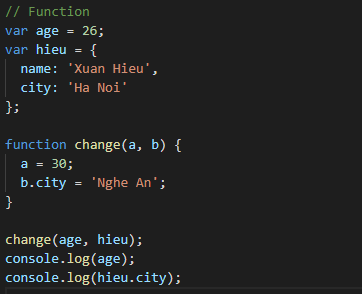 // Function
var age = 26;
var hieu = {
  name: 'Xuan Hieu',
  city: 'Ha Noi'
};

function change(a, b) {
  a = 30;
  b.city = 'Nghe An';
}

change(age, hieu);
console.log(age);
console.log(hieu.city);